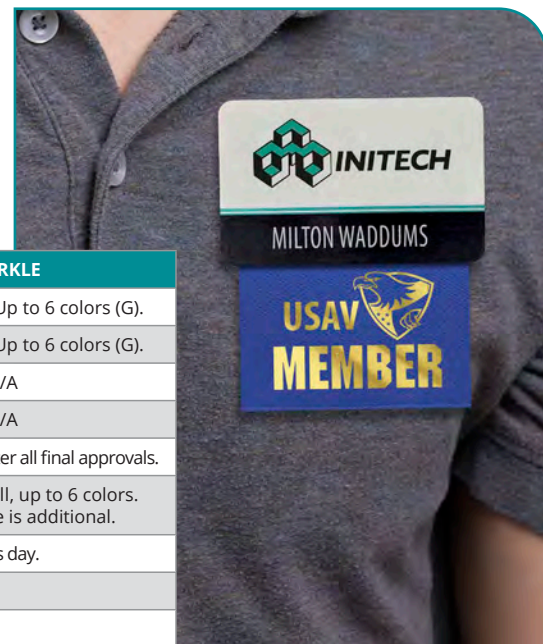 INITECH
MILTON WADDUMS
USAV
MEMBER
RKLE
Up to 6 colors (G).
Up to 6 colors (G).
/A
/A
er all final approvals.
ll, up to 6 colors.
e is additional.
s day.